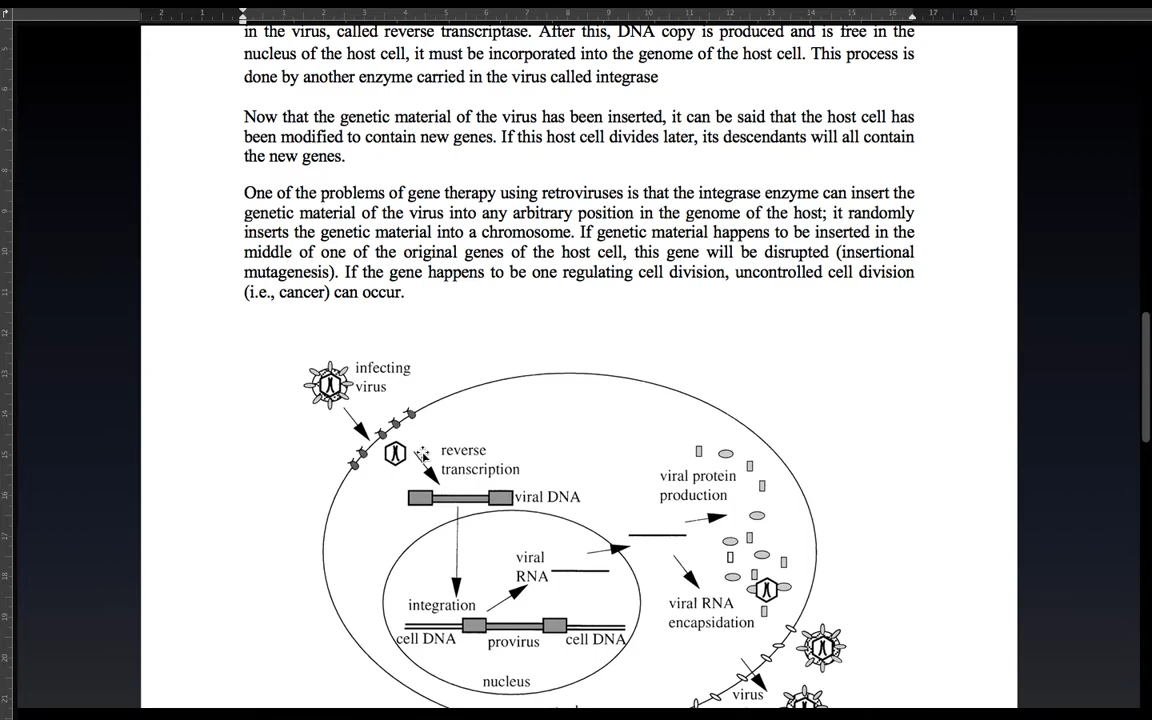 in the virus, called reverse transcriptase. After this, DNA copy is produced and is free in the
nucleus of the host cell, it must be incorporated into the genome of the host cell. This process is
done by another enzyme carried in the virus called integrase
Now that the genetic material of the virus has been inserted, it can be said that the host cell has
been modified to contain new genes. If this host cell divides later, its descendants will all contain
the new genes.
One of the problems of gene therapy using retroviruses is that the integrase enzyme can insert the
genetic material of the virus into any arbitrary position in the genome of the host; it randomly
inserts the genetic material into a chromosome. If genetic material happens to be inserted in the
middle of one of the original genes of the host cell, this gene will be disrupted (insertional
mutagenesis). If the gene happens to be one regulating cell division, uncontrolled cell division
(i.e., cancer) can occur.
infecting
virus
reverse
transcription
viral DNA
viral protein
production
viral
RNA
integration
viral RNA
encapsidation
cell DNA
provirus
cell DNA
nucleus
virus